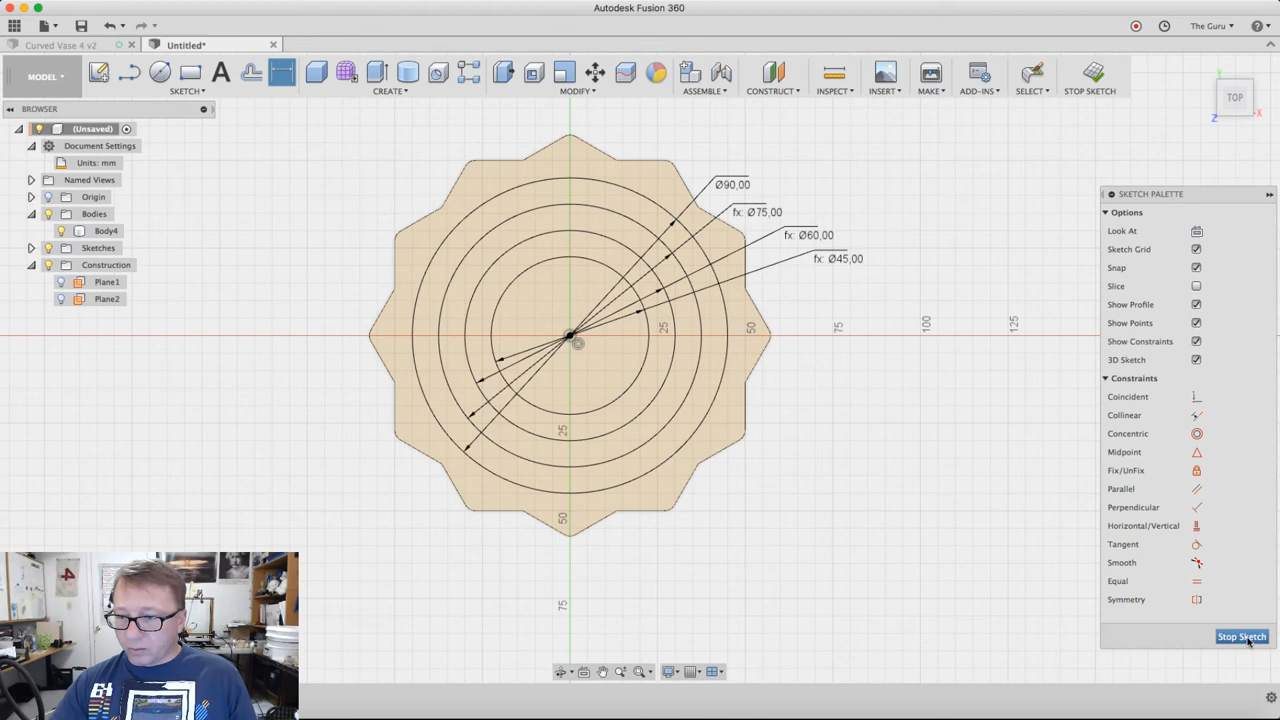 Autodesk Fusion 360
The Guru
Curved Vase 4 v2
Untitled*
MODEL
SKETCH
CREATE
MODIFY
ASSEMBLE
CONSTRUCT
INSPECT
INSERT
MAKE
ADD-INS
SELECT
STOP SKETCH
BROWSER
(Unsaved)
Document Settings
Units: mm
Named Views
Origin
Bodies
Body4
Sketches
Construction
Plane1
Plane2
TOP
Y
X
Z
Ø90,00
fx: Ø75,00
fx: Ø60,00
fx: Ø45,00
25
50
75
100
125
25
50
75
SKETCH PALETTE
Options
Look At
Sketch Grid
Snap
Slice
Show Profile
Show Points
Show Constraints
3D Sketch
Constraints
Coincident
Collinear
Concentric
Midpoint
Fix/UnFix
Parallel
Perpendicular
Horizontal/Vertical
Tangent
Smooth
Equal
Symmetry
Stop Sketch
4